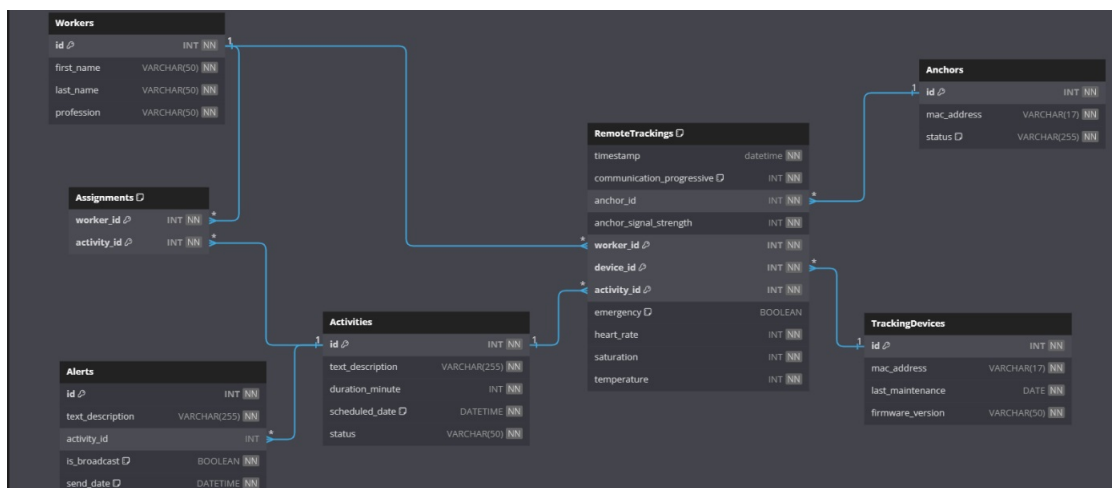 Workers
id INT NN
first_name VARCHAR(50) NN
last_name VARCHAR(50) NN
profession VARCHAR(50) NN
1
Assignments
worker_id INT NN
*
activity_id INT NN
*
Alerts
id INT NN
text_description VARCHAR(255) NN
activity_id INT
*
is_broadcast BOOLEAN NN
send_date DATETIME NN
Activities
1
id INT NN
1
text_description VARCHAR(255) NN
duration_minute INT NN
scheduled_date DATETIME NN
status VARCHAR(50) NN
RemoteTrackings
timestamp datetime NN
communication_progressive INT NN
anchor_id INT NN
*
anchor_signal_strength INT NN
*
worker_id INT NN
device_id INT NN
*
*
activity_id INT NN
emergency BOOLEAN
heart_rate INT NN
saturation INT NN
temperature INT NN
Anchors
1
id INT NN
mac_address VARCHAR(17) NN
status VARCHAR(255) NN
TrackingDevices
1
id INT NN
mac_address VARCHAR(17) NN
last_maintenance DATE NN
firmware_version VARCHAR(50) NN